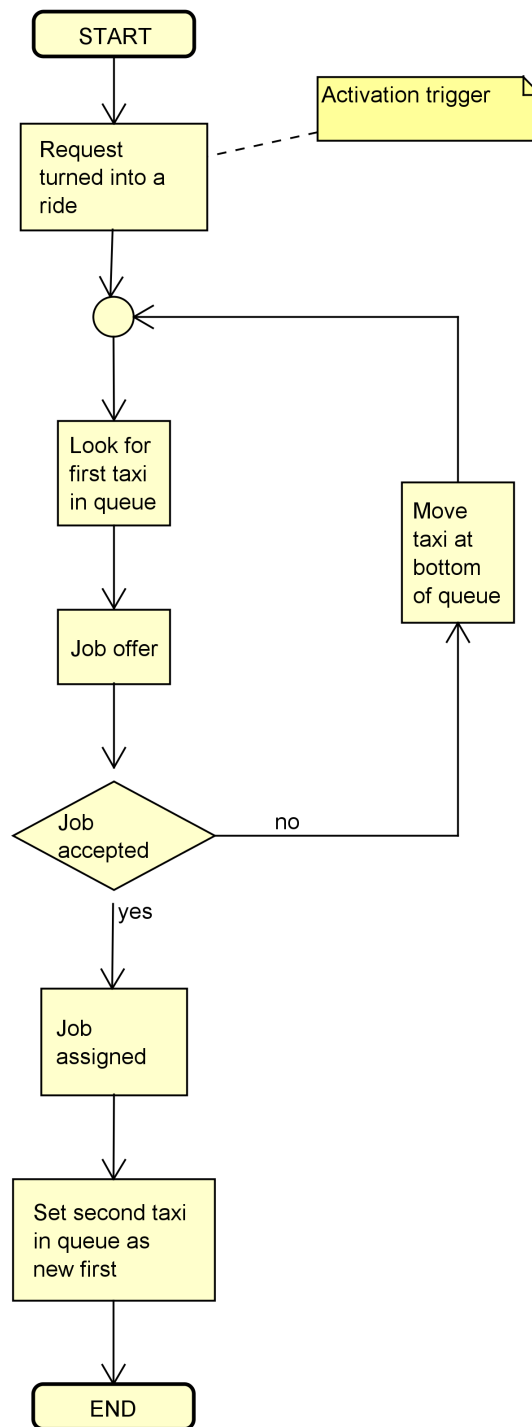 START
Activation trigger
Request
turned into a
ride
Look for
first taxi
in queue
Move
taxi at
bottom
of queue
Job offer
Job
accepted
no
yes
Job
assigned
Set second taxi
in queue as
new first
END